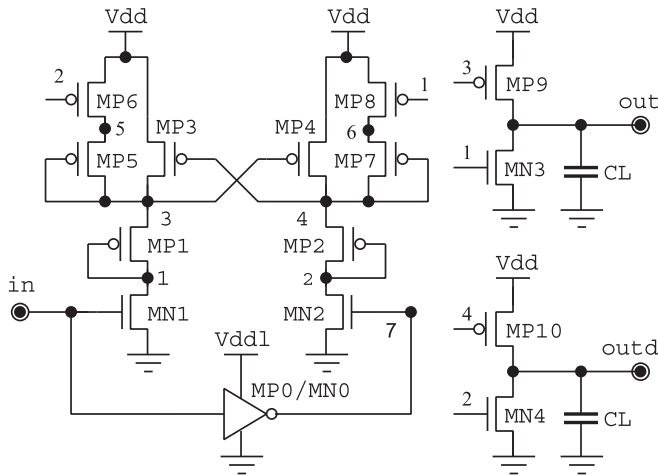 Vdd Vdd Vdd
2 MP6 MP8 1 3 MP9
5 MP3 MP4 6 out
MP5 MP7 1 MN3 CL
3 4
MP1 MP2 Vdd
in 1 2
MN1 MN2 7 4 MP10
Vddl outd
MP0/MN0 2 MN4 CL